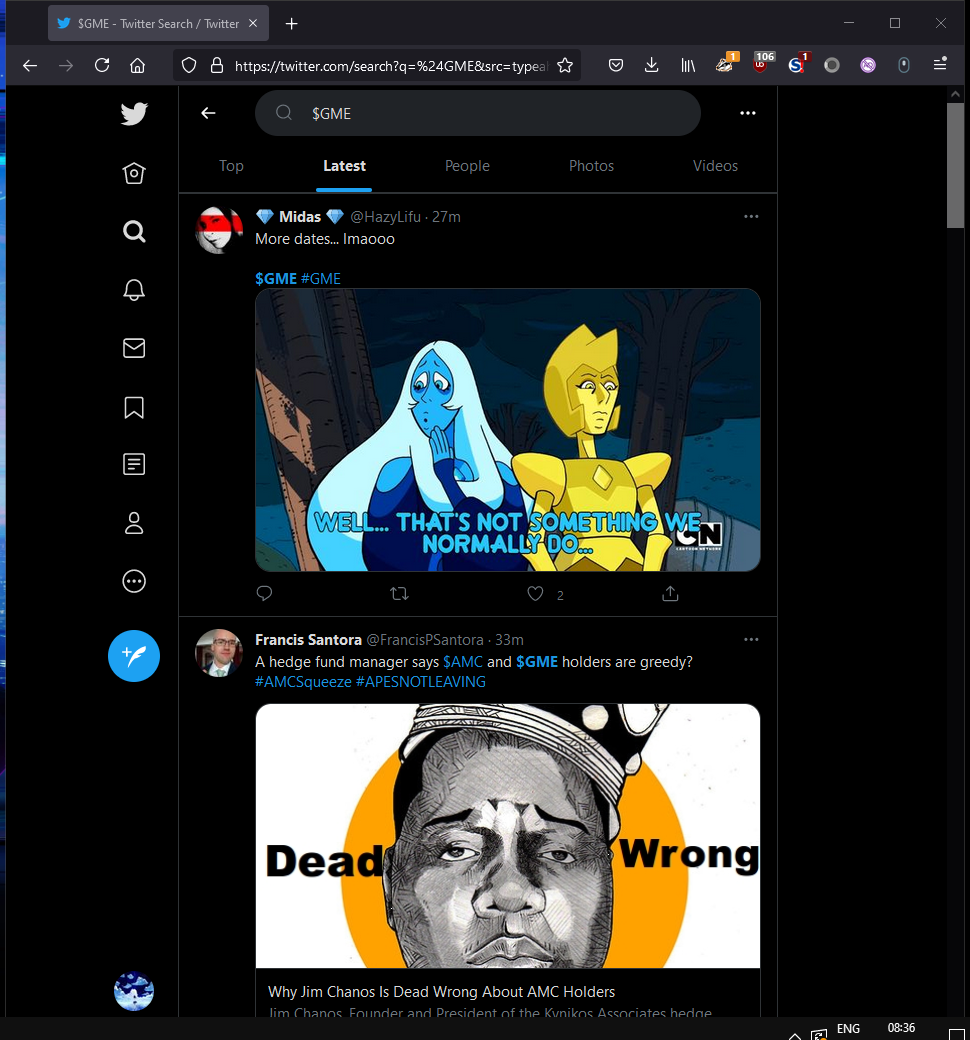 $GME - Twitter Search / Twitter
https://twitter.com/search?q=%24GME&src=typeal
1
106
1
$GME
Top
Latest
People
Photos
Videos
💎 Midas 💎 @HazyLifu · 27m
More dates... lmaooo
$GME #GME
WELL... THAT'S NOT SOMETHING WE
NORMALLY DO...
CN
CARTOON NETWORK
2
Francis Santora @FrancisPSantora · 33m
A hedge fund manager says $AMC and $GME holders are greedy?
#AMCSqueeze #APESNOTLEAVING
Dead
Wrong
Why Jim Chanos Is Dead Wrong About AMC Holders
Jim Chanos, Founder and President of the Kynikos Associates hedge
ENG
08:36